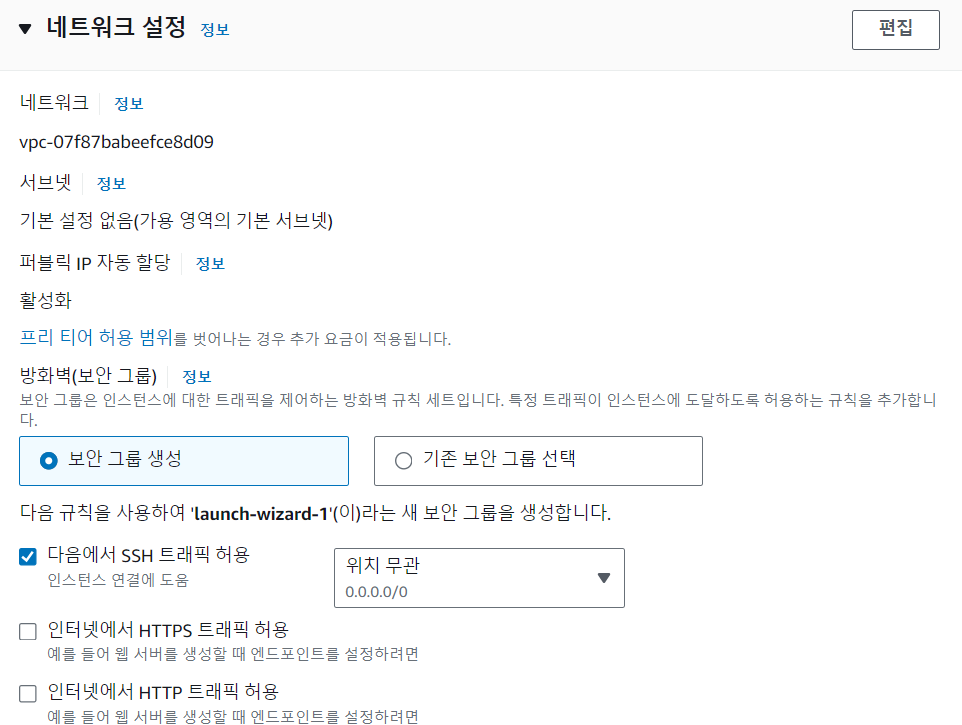 네트워크 설정 정보
편집
네트워크 정보
vpc-07f87babeefce8d09
서브넷 정보
기본 설정 없음(가용 영역의 기본 서브넷)
퍼블릭 IP 자동 할당 정보
활성화
프리 티어 허용 범위를 벗어나는 경우 추가 요금이 적용됩니다.
방화벽(보안 그룹) 정보
보안 그룹은 인스턴스에 대한 트래픽을 제어하는 방화벽 규칙 세트입니다. 특정 트래픽이 인스턴스에 도달하도록 허용하는 규칙을 추가합니
다.
보안 그룹 생성
기존 보안 그룹 선택
다음 규칙을 사용하여 'launch-wizard-1'(이)라는 새 보안 그룹을 생성합니다.
다음에서 SSH 트래픽 허용
인스턴스 연결에 도움
위치 무관
0.0.0.0/0
인터넷에서 HTTPS 트래픽 허용
예를 들어 웹 서버를 생성할 때 엔드포인트를 설정하려면
인터넷에서 HTTP 트래픽 허용
예를 들어 웹 서버를 생성할 때 엔드포인트를 설정하려면